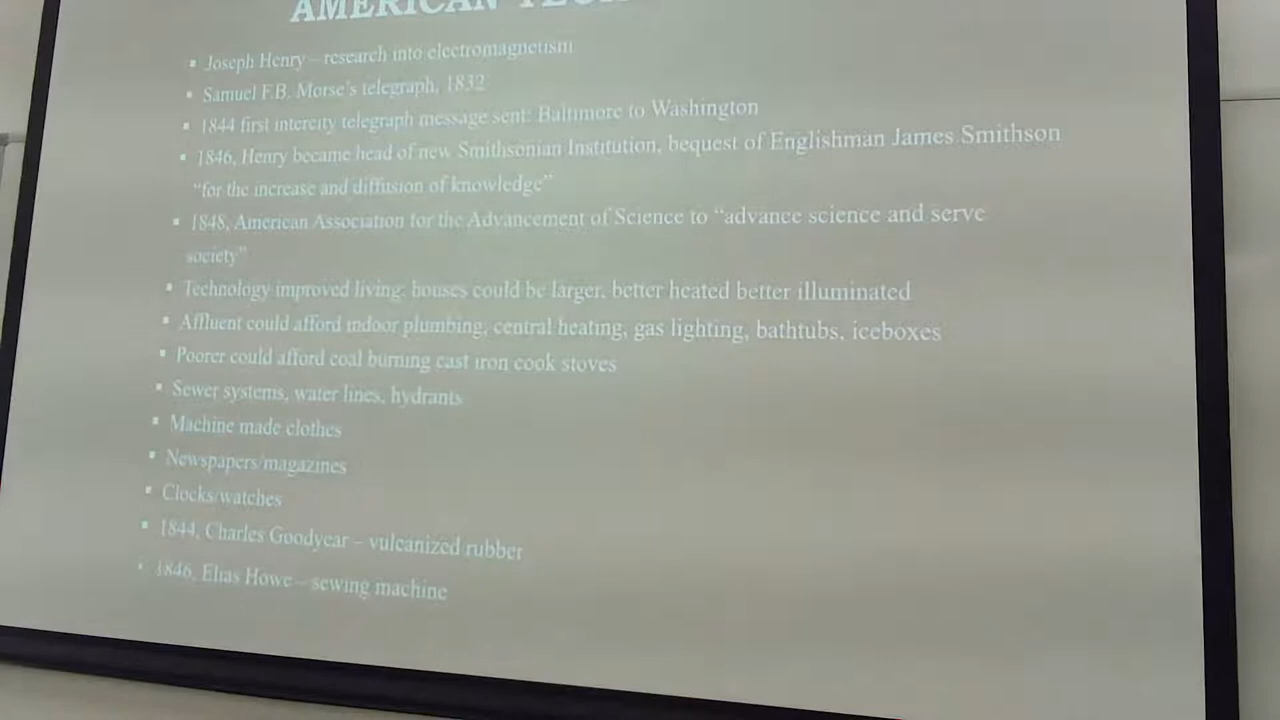 AMERICAN
▪ Joseph Henry – research into electromagnetism
▪ Samuel F.B. Morse's telegraph, 1832
▪ 1844 first intercity telegraph message sent: Baltimore to Washington
▪ 1846, Henry became head of new Smithsonian Institution, bequest of Englishman James Smithson
“for the increase and diffusion of knowledge”
▪ 1848, American Association for the Advancement of Science to “advance science and serve
society”
▪ Technology improved living: houses could be larger, better heated better illuminated
▪ Affluent could afford indoor plumbing, central heating, gas lighting, bathtubs, iceboxes
▪ Poorer could afford coal burning cast iron cook stoves
▪ Sewer systems, water lines, hydrants
▪ Machine made clothes
▪ Newspapers/magazines
▪ Clocks/watches
▪ 1844, Charles Goodyear – vulcanized rubber
▪ 1846, Elias Howe – sewing machine